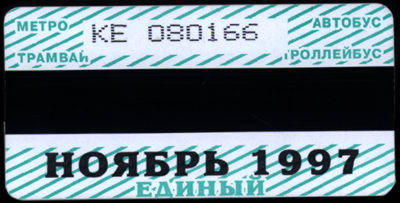 МЕТРО КЕ 080166 АВТОБУС
ТРАМВАЙ ТРОЛЛЕЙБУС
НОЯБРЬ 1997
ЕДИНЫЙ